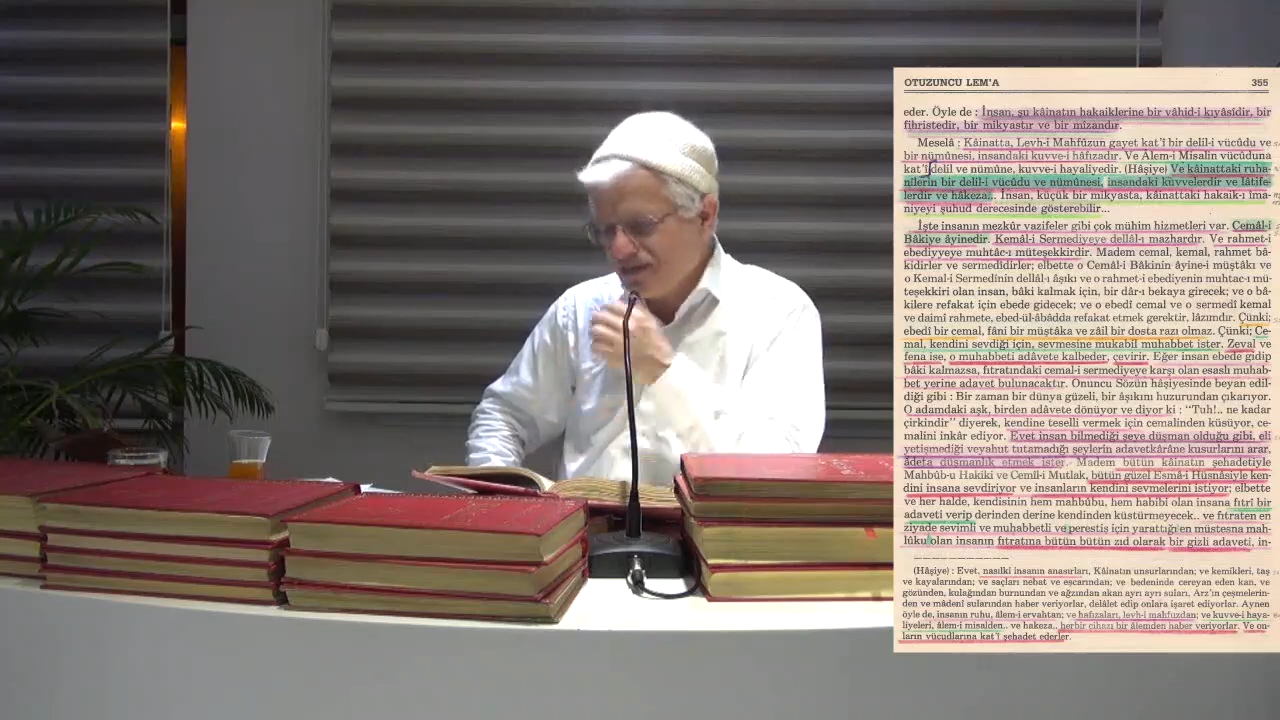 OTUZUNCU LEM'A 355
eder. Öyle de : İnsan, şu kâinatın hakaiklerine bir vâhid-i kıyâsîdir, bir
fihristedir, bir mikyastır ve bir mîzandır.
Meselâ : Kâinatta, Levh-i Mahfûzun gayet kat'î bir delil-i vücûdu ve
bir nümûnesi, insandaki kuvve-i hâfızadır. Ve Âlem-i Misalin vücûduna
kat'î delil ve nümûne, kuvve-i hayaliyedir. (Hâşiye) Ve kâinattaki ruha-
nîlerin bir delil-i vücûdu ve nümûnesi, insandaki kuvvelerdir ve lâtife-
lerdir ve hâkeza.. İnsan, küçük bir mikyasta, kâinattaki hakaik-ı îma-
niyeyi şuhud derecesinde gösterebilir...
İşte insanın mezkûr vazifeler gibi çok mühim hizmetleri var. Cemâl-i
Bâkiye âyinedir. Kemâl-i Sermediyeye dellâl-ı mazhardır. Ve rahmet-i
ebediyyeye muhtâc-ı müteşekkirdir. Madem cemal, kemal, rahmet bâ-
kidirler ve sermedîdirler; elbette o Cemâl-i Bâkînin âyine-i müştâkı ve
o Kemal-i Sermedînin dellâl-ı âşıkı ve o rahmet-i ebediyenin muhtac-ı mü-
teşekkiri olan insan, bâki kalmak için, bir dâr-ı bekaya girecek; ve o bâ-
kilere refakat için ebede gidecek; ve o ebedî cemal ve o sermedî kemal
ve daimî rahmete, ebed-ül-âbâdda refakat etmek gerektir, lâzımdır. Çünki;
ebedî bir cemal, fâni bir müştâka ve zâil bir dosta razı olmaz. Çünki; Ce-
mal, kendini sevdiği için, sevmesine mukabil muhabbet ister. Zeval ve
fena ise, o muhabbeti adâvete kalbeder, çevirir. Eğer insan ebede gidip
bâki kalmazsa, fıtratındaki cemal-i sermediyeye karşı olan esaslı muhab-
bet yerine adavet bulunacaktır. Onuncu Sözün hâşiyesinde beyan edil-
diği gibi : Bir zaman bir dünya güzeli, bir âşıkını huzurundan çıkarıyor.
O adamdaki aşk, birden adâvete dönüyor ve diyor ki : "Tuh!.. ne kadar
çirkindir" diyerek, kendine teselli vermek için cemalinden küsüyor, ce-
malini inkâr ediyor. Evet insan bilmediği şeye düşman olduğu gibi, eli
yetişmediği veyahut tutamadığı şeylerin adavetkârane kusurlarını arar,
âdeta düşmanlık etmek ister. Madem bütün kâinatın şehadetiyle
Mahbûb-u Hakikî ve Cemîl-i Mutlak, bütün güzel Esmâ-i Hüsnâsiyle ken-
dini insana sevdiriyor ve insanların kendini sevmelerini istiyor; elbette
ve her halde, kendisinin hem mahbûbu, hem habibi olan insana fıtrî bir
adaveti verip derinden derine kendinden küstürmeyecek.. ve fıtraten en
ziyade sevimli ve muhabbetli ve perestiş için yarattığı en müstesna mah-
lûku olan insanın fıtratına bütün bütün zıd olarak bir gizli adaveti, in-
(Hâşiye) : Evet, nasılki insanın anasırları, Kâinatın unsurlarından; ve kemikleri, taş
ve kayalarından; ve saçları nebat ve eşcarından; ve bedeninde cereyan eden kan, ve
gözünden, kulağından burnundan ve ağzından akan ayrı ayrı suları, Arz'ın çeşmelerin-
den ve mâdenî sularından haber veriyorlar, delâlet edip onlara işaret ediyorlar. Aynen
öyle de, insanın ruhu, âlem-i ervahtan; ve hafızaları, levh-i mahfuzdan; ve kuvve-i haya-
liyeleri, âlem-i misalden.. ve hakeza.. herbir cihazı bir âlemden haber veriyorlar. Ve on-
ların vücudlarına kat'î şehadet ederler.